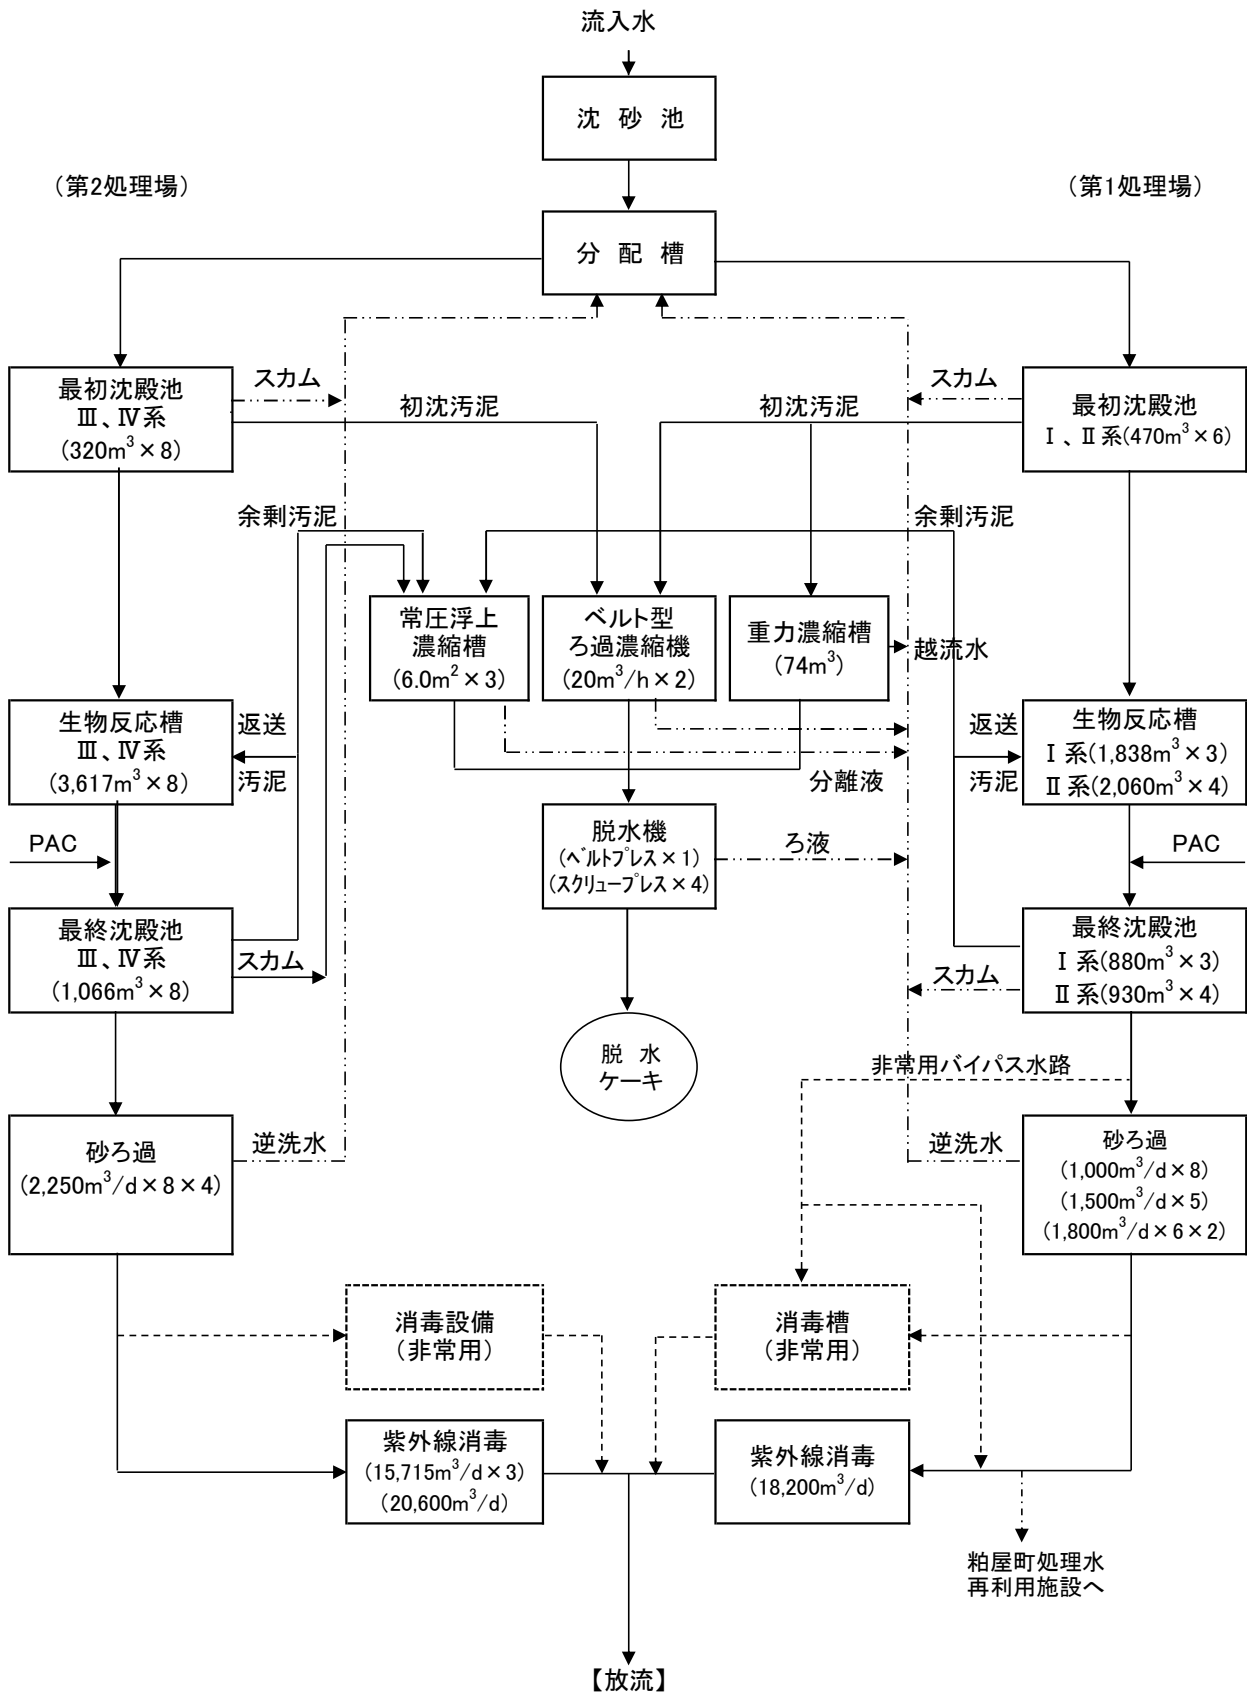 流入水
沈 砂 池
（第2処理場）
（第1処理場）
分 配 槽
最初沈殿池
Ⅲ、Ⅳ系
(320m³×8)
スカム
初沈汚泥
初沈汚泥
スカム
最初沈殿池
Ⅰ、Ⅱ系(470m³×6)
余剰汚泥
余剰汚泥
常圧浮上
濃縮槽
(6.0m²×3)
ベルト型
ろ過濃縮機
(20m³/h×2)
重力濃縮槽
(74m³)
越流水
生物反応槽
Ⅲ、Ⅳ系
(3,617m³×8)
返送
汚泥
分離液
返送
汚泥
生物反応槽
Ⅰ系(1,838m³×3)
Ⅱ系(2,060m³×4)
PAC
脱水機
(ベルトプレス×1)
(スクリュープレス×4)
ろ液
PAC
最終沈殿池
Ⅲ、Ⅳ系
(1,066m³×8)
スカム
スカム
最終沈殿池
Ⅰ系(880m³×3)
Ⅱ系(930m³×4)
脱 水
ケーキ
非常用バイパス水路
砂ろ過
(2,250m³/d×8×4)
逆洗水
逆洗水
砂ろ過
(1,000m³/d×8)
(1,500m³/d×5)
(1,800m³/d×6×2)
消毒設備
(非常用)
消毒槽
(非常用)
紫外線消毒
(15,715m³/d×3)
(20,600m³/d)
紫外線消毒
(18,200m³/d)
粕屋町処理水
再利用施設へ
【放流】